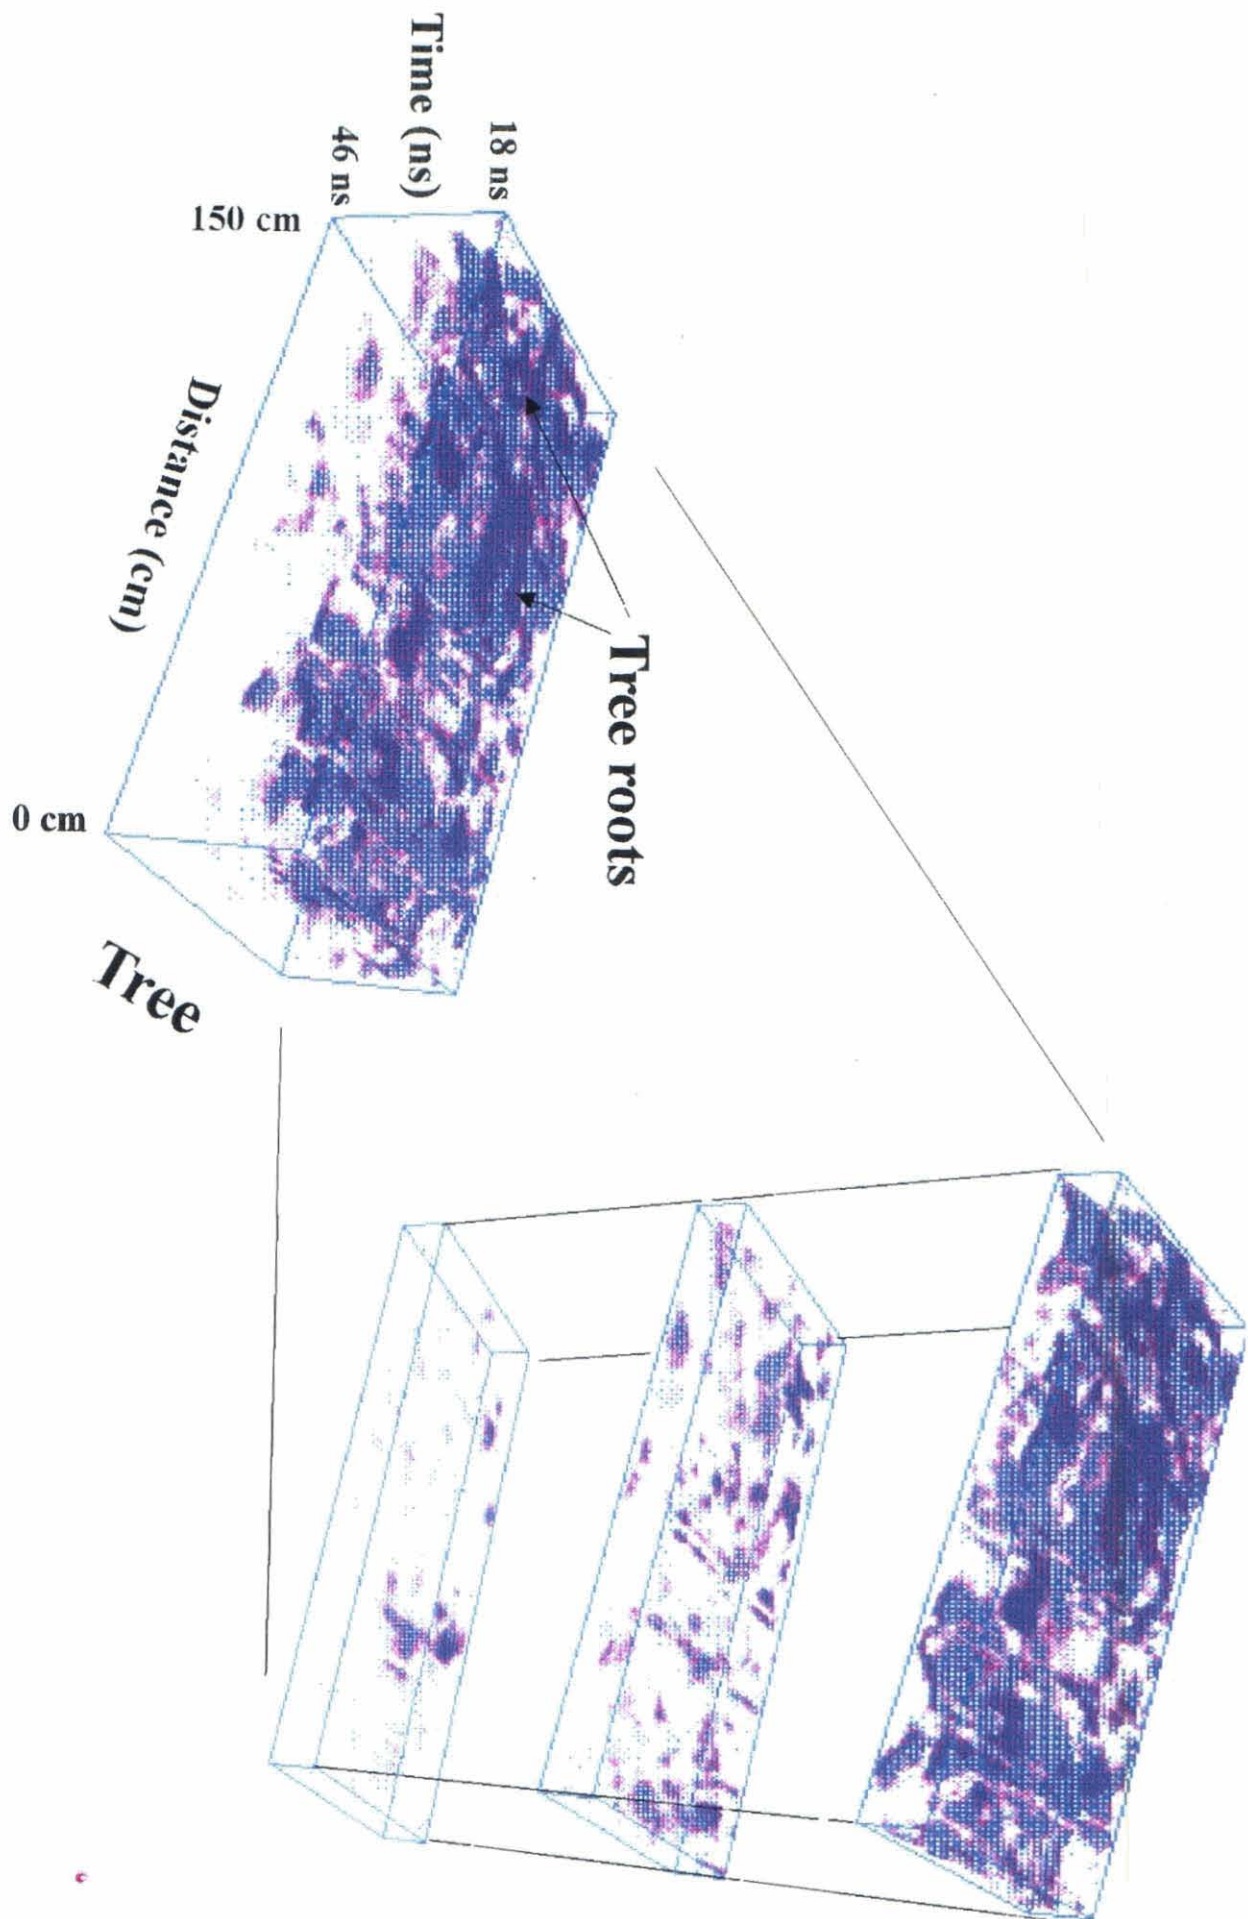 Time (ns)
18 ns
46 ns
150 cm
Distance (cm)
Tree roots
0 cm
Tree